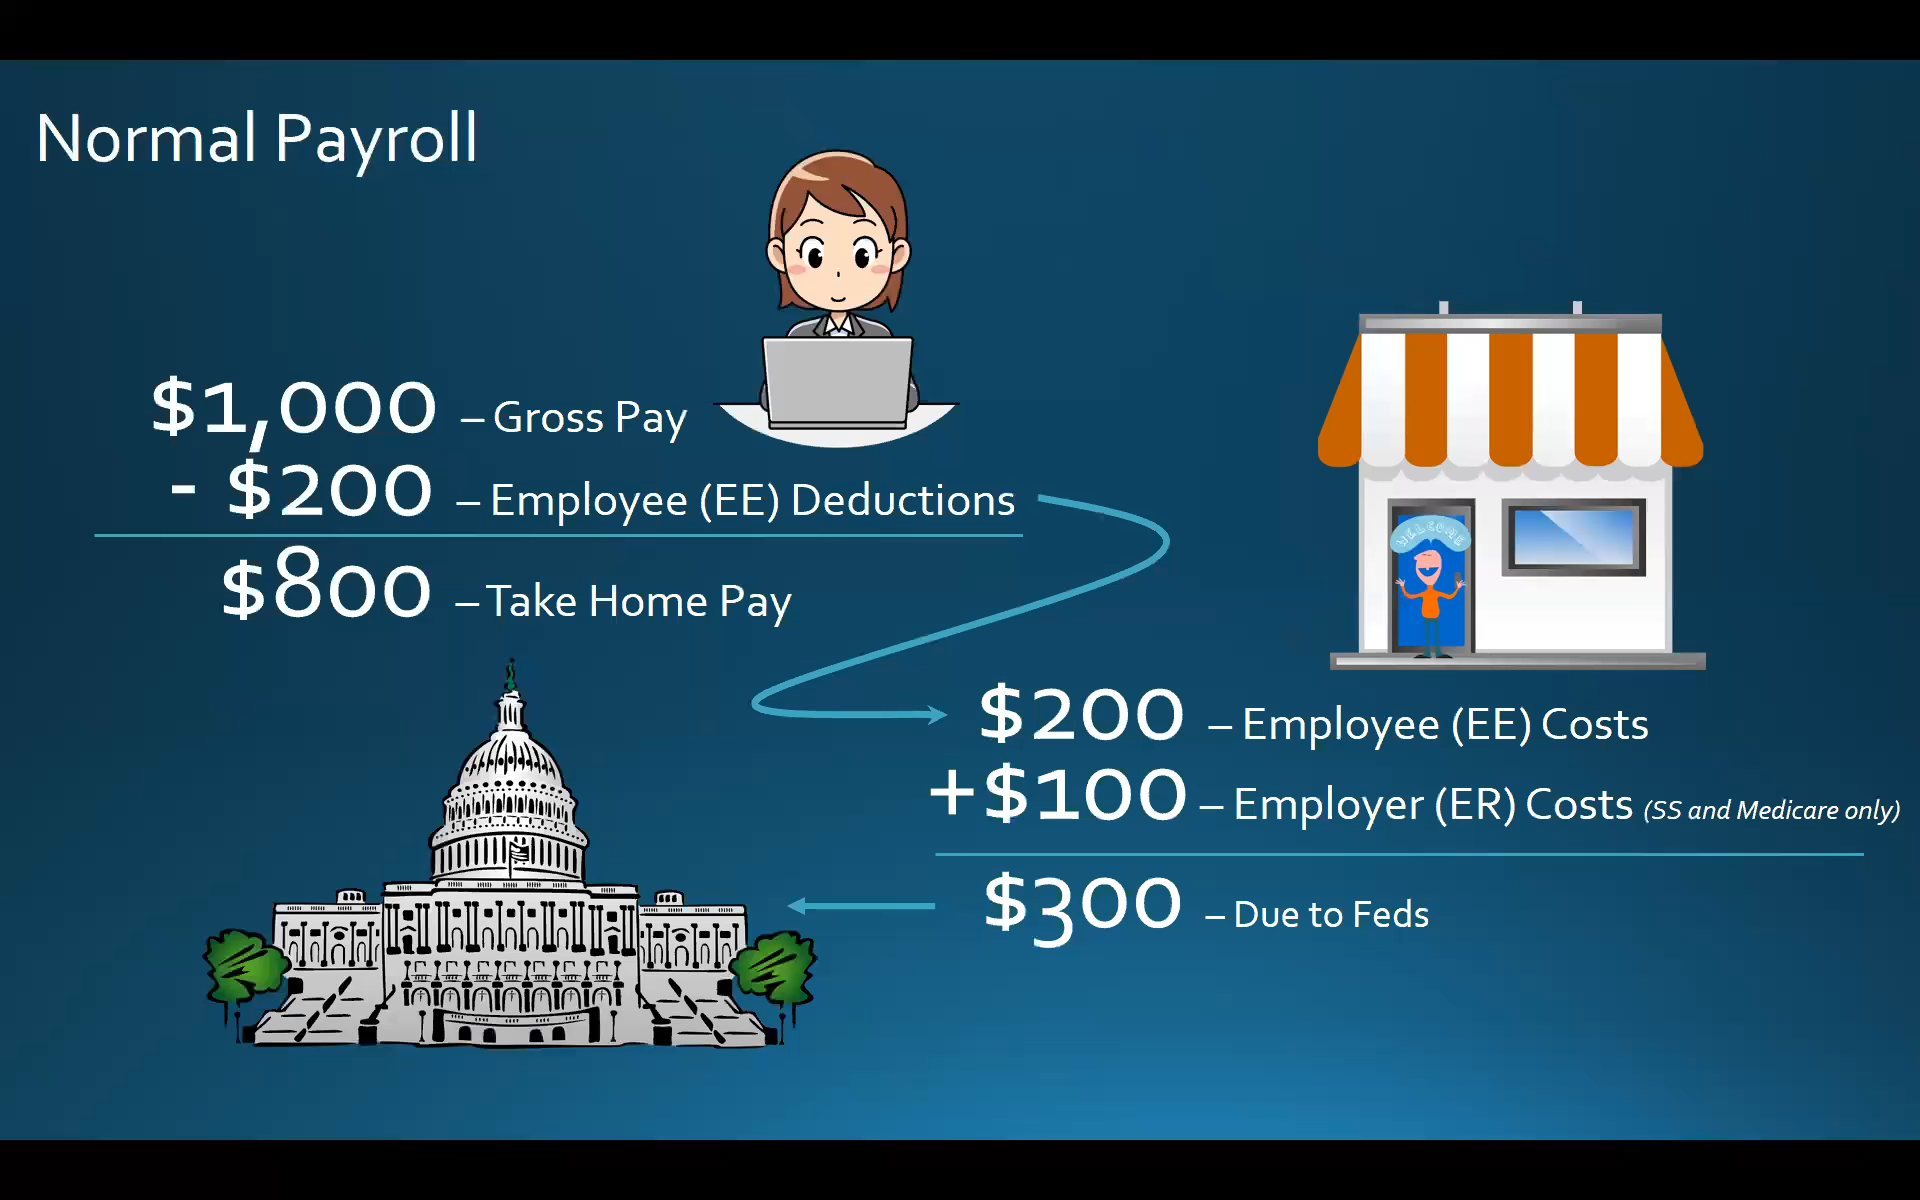 Normal Payroll
$1,000 – Gross Pay
- $200 – Employee (EE) Deductions
$800 – Take Home Pay
WELCOME
$200 – Employee (EE) Costs
+$100 – Employer (ER) Costs (SS and Medicare only)
$300 – Due to Feds